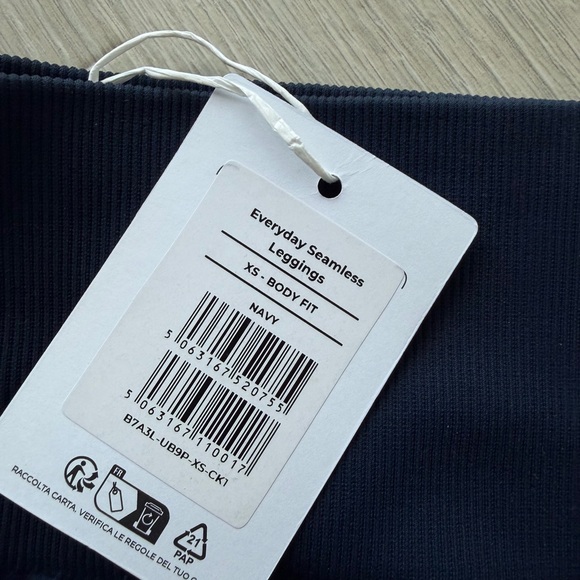 Everyday Seamless
Leggings
XS - BODY FIT
NAVY
5 063167 520755
5 063167 110017
B7A3L-UB9P-XS-CK1
FR
21
PAP
RACCOLTA CARTA. VERIFICA LE REGOLE DEL TUO